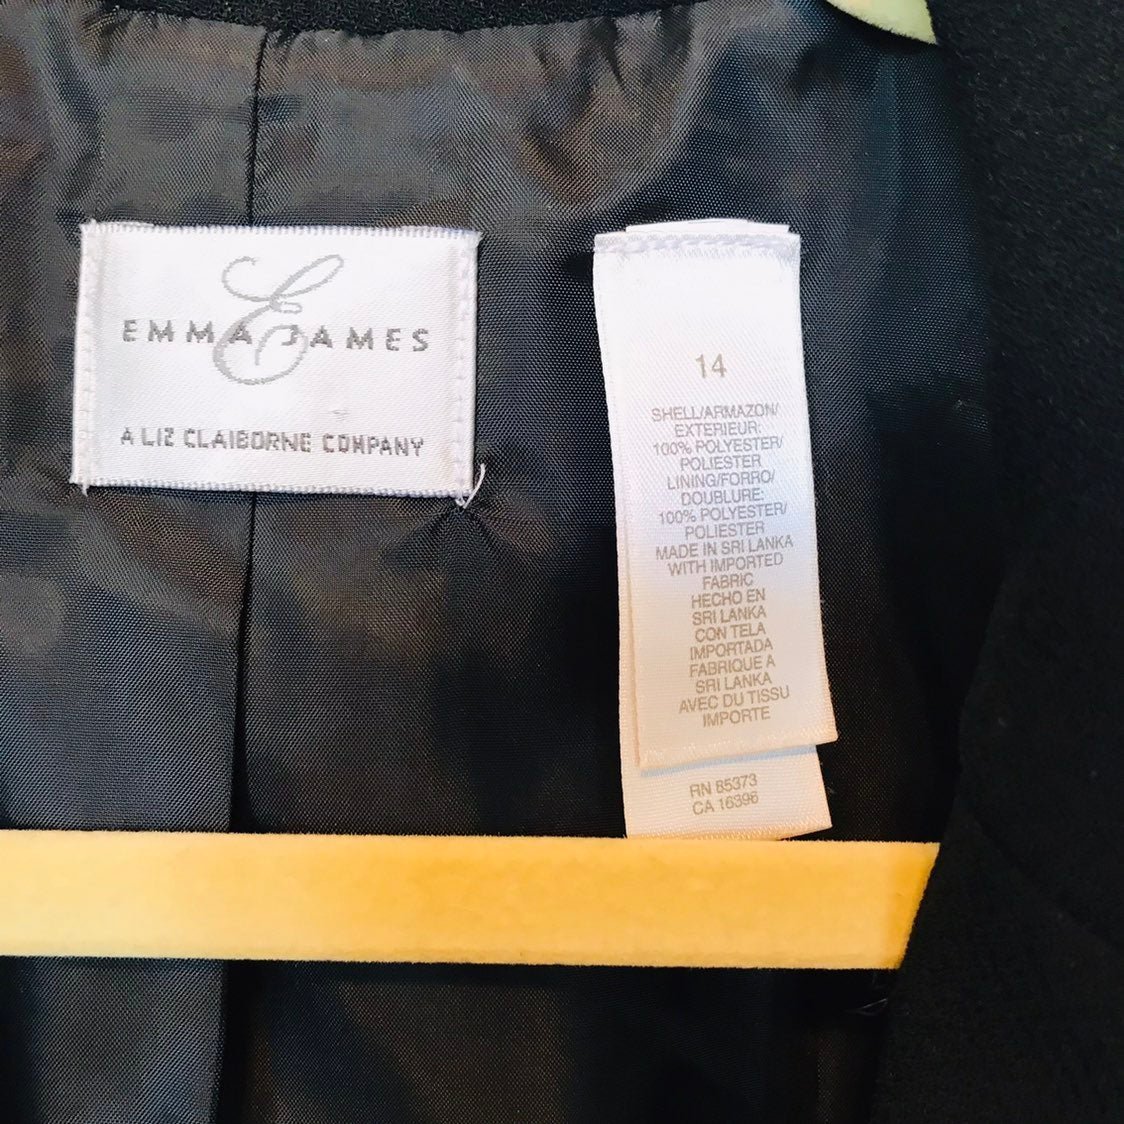 E
EMMA JAMES
A LIZ CLAIBORNE COMPANY
14
SHELL/ARMAZON/
EXTERIEUR:
100% POLYESTER/
POLIESTER
LINING/FORRO/
DOUBLURE:
100% POLYESTER/
POLIESTER
MADE IN SRI LANKA
WITH IMPORTED
FABRIC
HECHO EN
SRI LANKA
CON TELA
IMPORTADA
FABRIQUE A
SRI LANKA
AVEC DU TISSU
IMPORTE
RN 85373
CA 16396